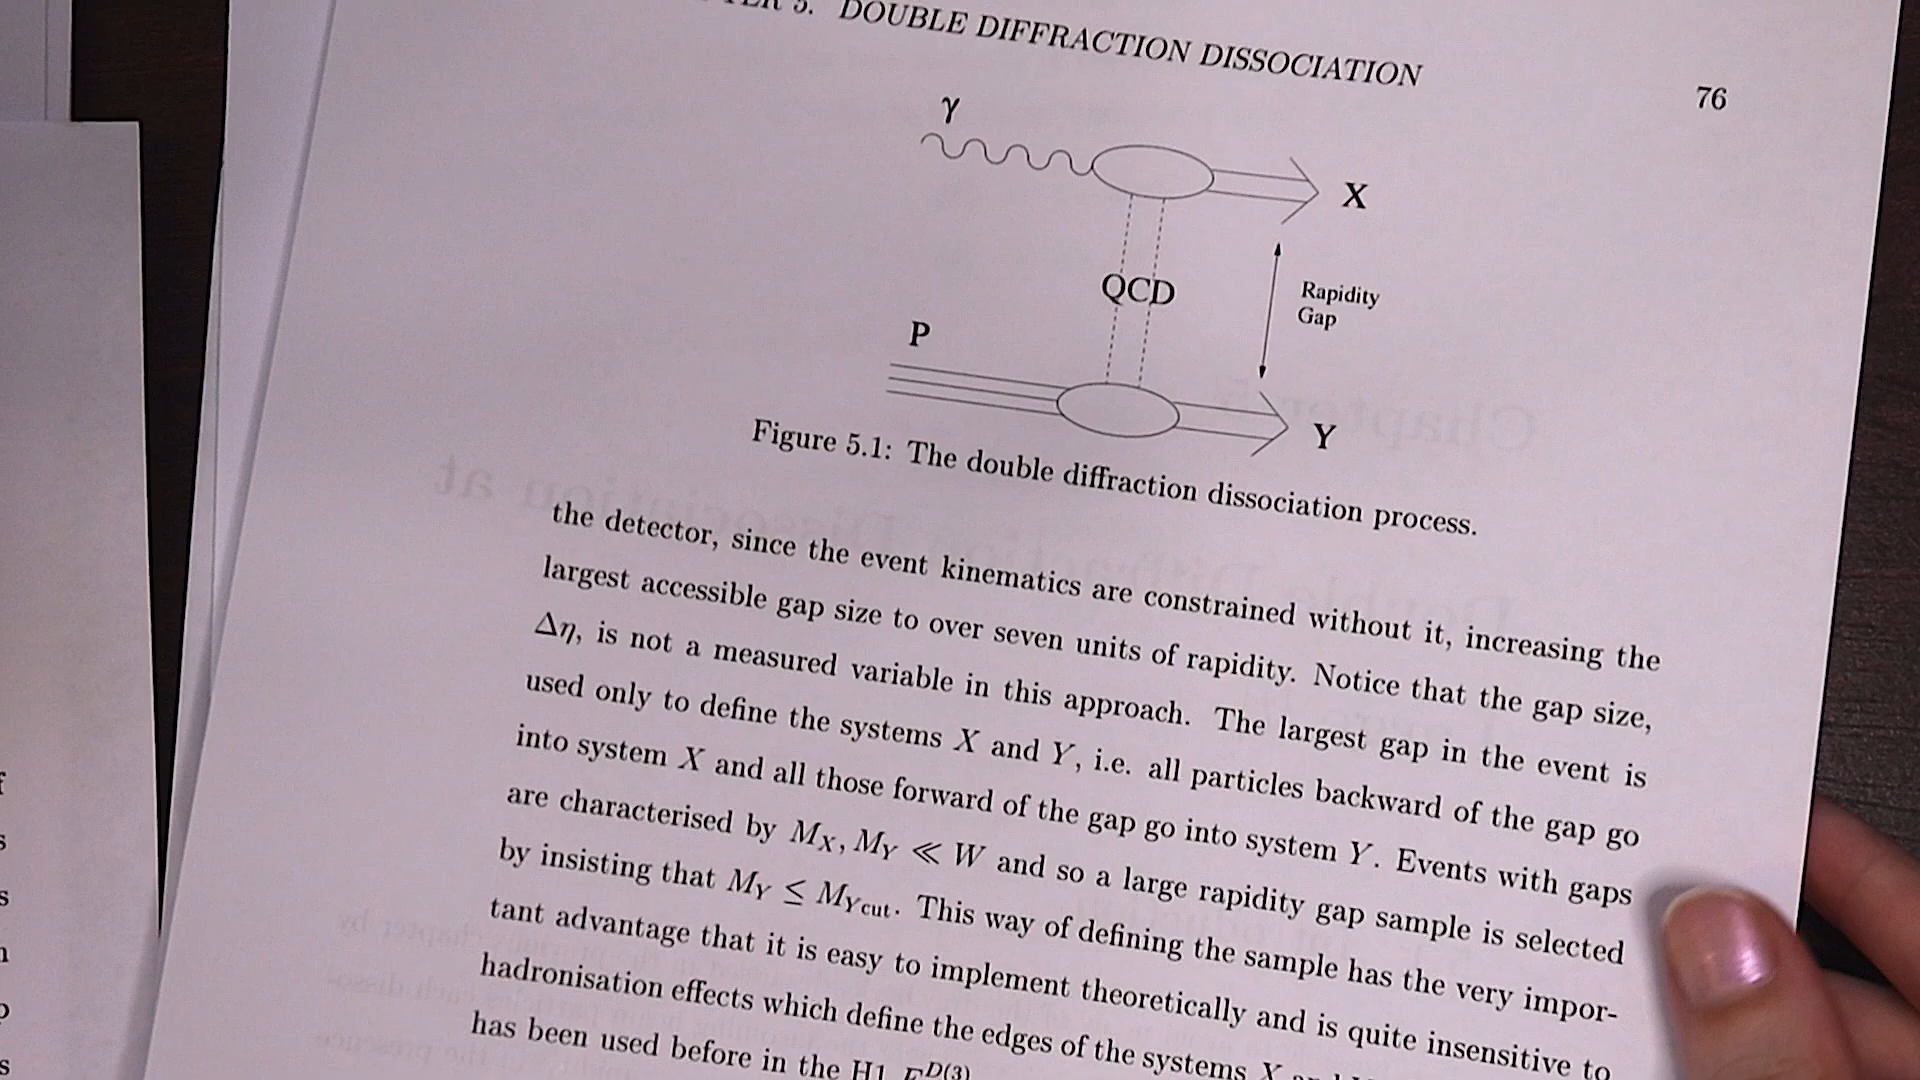 5. DOUBLE DIFFRACTION DISSOCIATION
76
γ
X
QCD
Rapidity
Gap
P
Y
Figure 5.1: The double diffraction dissociation process.
the detector, since the event kinematics are constrained without it, increasing the
largest accessible gap size to over seven units of rapidity. Notice that the gap size,
Δη, is not a measured variable in this approach. The largest gap in the event is
used only to define the systems X and Y, i.e. all particles backward of the gap go
into system X and all those forward of the gap go into system Y. Events with gaps
are characterised by M_X, M_Y ≪ W and so a large rapidity gap sample is selected
by insisting that M_Y ≤ M_Ycut. This way of defining the sample has the very impor-
tant advantage that it is easy to implement theoretically and is quite insensitive to
hadronisation effects which define the edges of the systems X
has been used before in the H1 F^D(3)